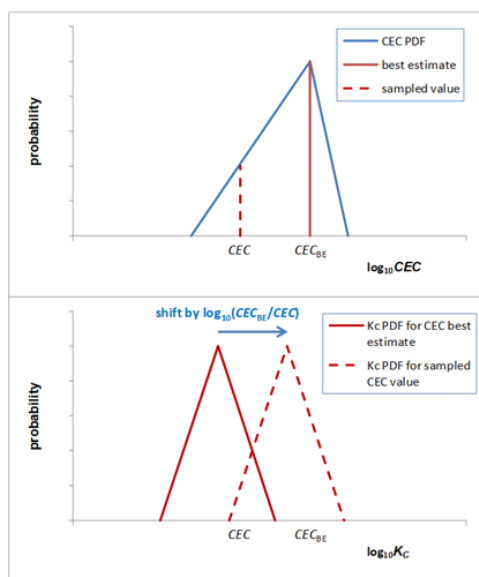 CEC PDF
best estimate
sampled value
probability
CEC
CEC_BE
log₁₀CEC
shift by log₁₀(CEC_BE/CEC)
Kc PDF for CEC best
estimate
Kc PDF for sampled
CEC value
probability
CEC
CEC_BE
log₁₀K_C